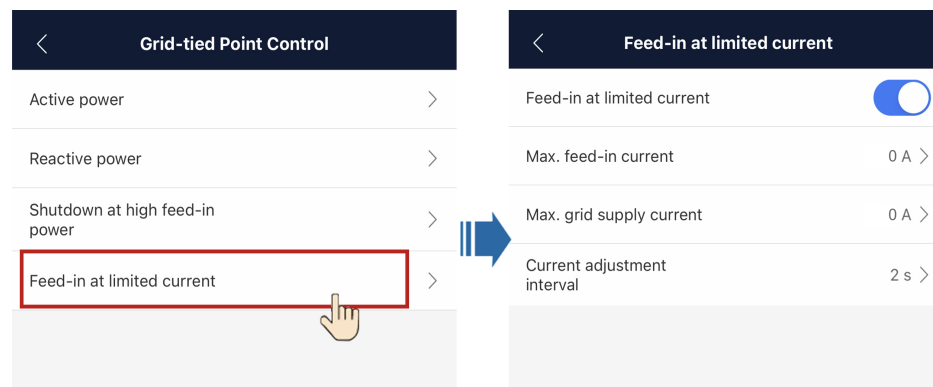 Grid-tied Point Control
Active power
Reactive power
Shutdown at high feed-in
power
Feed-in at limited current
Feed-in at limited current
Feed-in at limited current
Max. feed-in current 0 A
Max. grid supply current 0 A
Current adjustment
interval 2 s